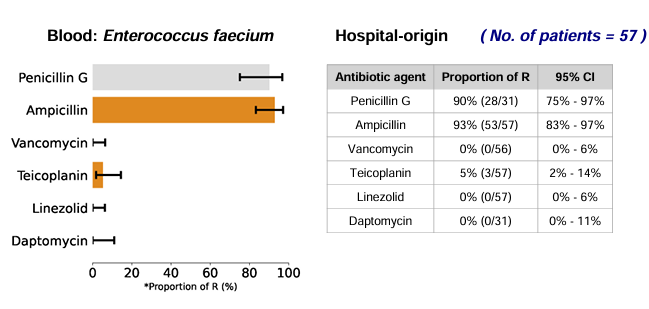 Blood: Enterococcus faecium
Hospital-origin
( No. of patients = 57 )
Penicillin G
Ampicillin
Vancomycin
Teicoplanin
Linezolid
Daptomycin
0 20 40 60 80 100
*Proportion of R (%)
Antibiotic agent Proportion of R 95% CI
Penicillin G 90% (28/31) 75% - 97%
Ampicillin 93% (53/57) 83% - 97%
Vancomycin 0% (0/56) 0% - 6%
Teicoplanin 5% (3/57) 2% - 14%
Linezolid 0% (0/57) 0% - 6%
Daptomycin 0% (0/31) 0% - 11%